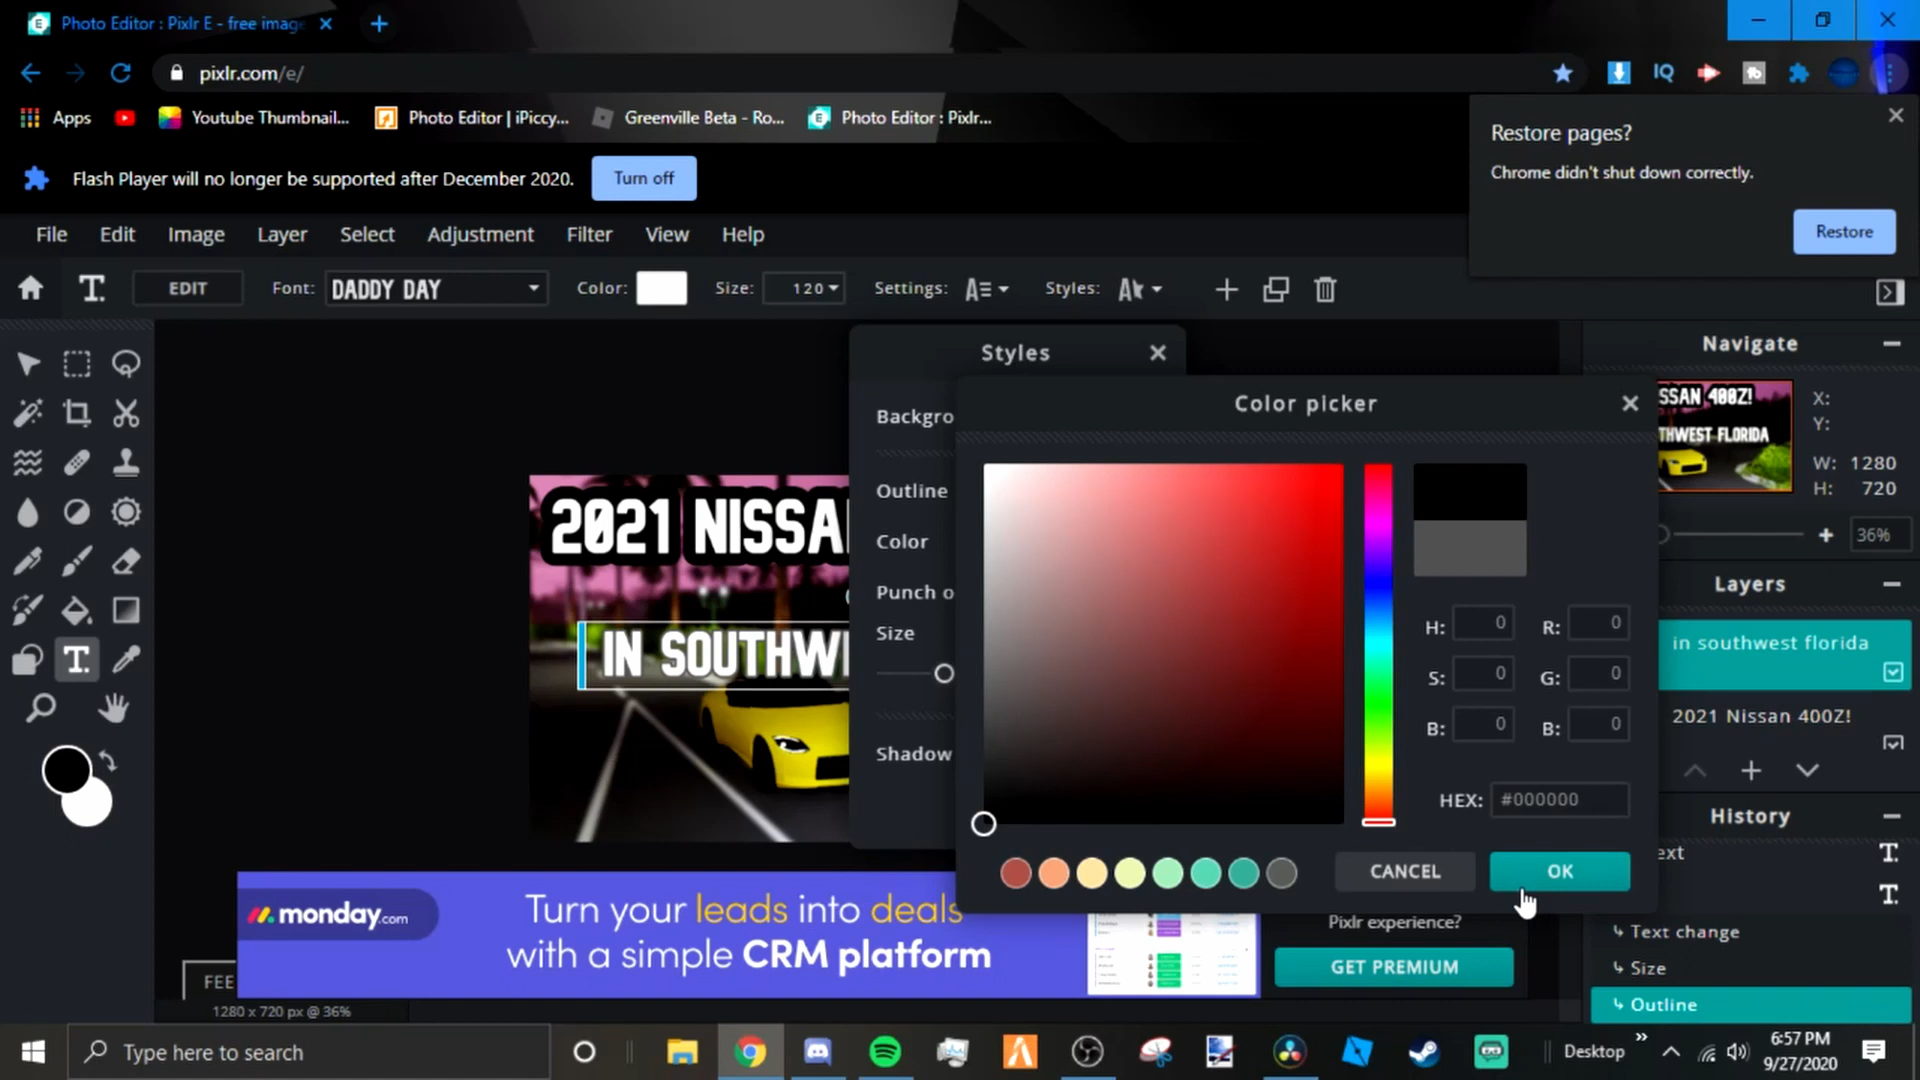 Photo Editor : Pixlr E - free image
pixlr.com/e/
IQ
Apps
Youtube Thumbnail...
Photo Editor | iPiccy...
Greenville Beta - Ro...
Photo Editor : Pixlr...
Restore pages?
Chrome didn't shut down correctly.
Restore
Flash Player will no longer be supported after December 2020.
Turn off
File
Edit
Image
Layer
Select
Adjustment
Filter
View
Help
T.
EDIT
Font:
DADDY DAY
Color:
Size:
120
Settings:
Styles:
Navigate
SSAN 400Z!
THWEST FLORIDA
X:
Y:
W: 1280
H: 720
36%
Styles
Backgro
Outline
Color
Punch o
Size
Shadow
Color picker
H: 0
R: 0
S: 0
G: 0
B: 0
B: 0
HEX: #000000
CANCEL
OK
2021 NISSA
IN SOUTHW
Layers
in southwest florida
2021 Nissan 400Z!
History
ext
Text change
Size
Outline
monday.com
Turn your leads into deals
with a simple CRM platform
Pixlr experience?
GET PREMIUM
FEE
1280 x 720 px @ 36%
Type here to search
Desktop
6:57 PM
9/27/2020